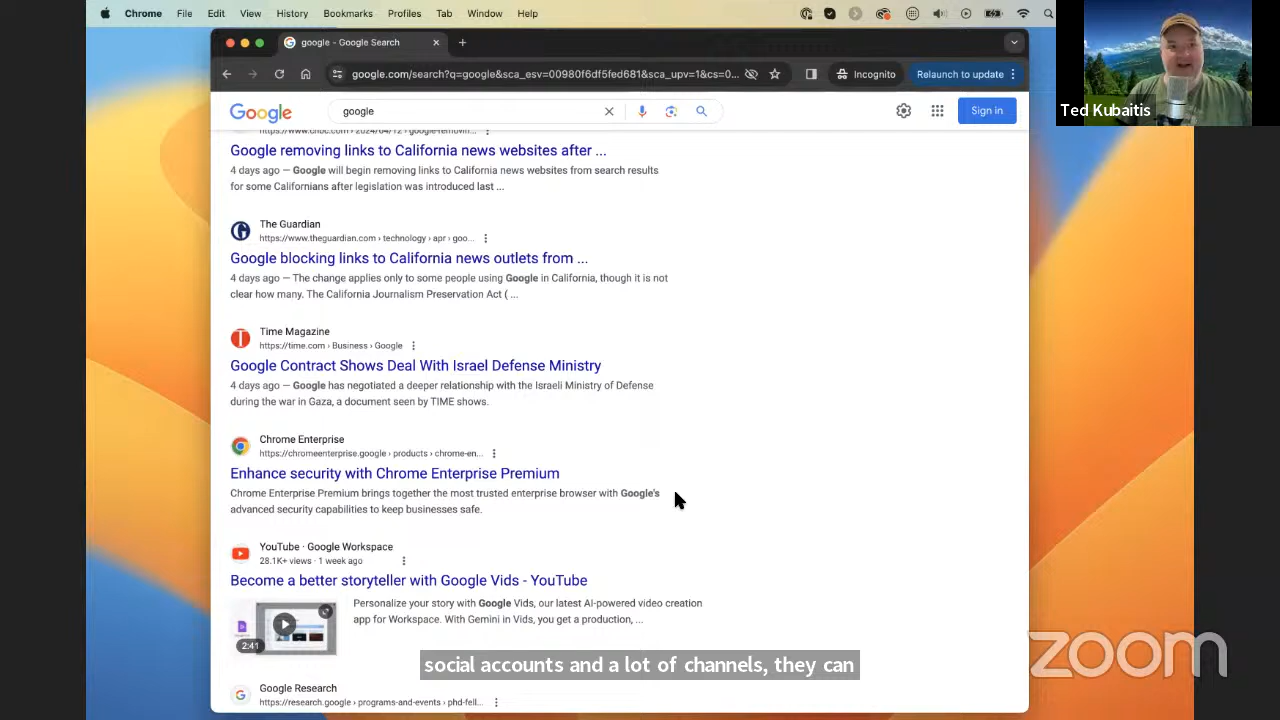 Chrome File Edit View History Bookmarks Profiles Tab Window Help
google - Google Search
google.com/search?q=google&sca_esv=00980f6df5fed681&sca_upv=1&cs=0...
Incognito
Relaunch to update
Google
google
Sign in
https://www.cnbc.com › 2024/04/12 › google-removin...
Google removing links to California news websites after ...
4 days ago — Google will begin removing links to California news websites from search results
for some Californians after legislation was introduced last ...
The Guardian
https://www.theguardian.com › technology › apr › goo...
Google blocking links to California news outlets from ...
4 days ago — The change applies only to some people using Google in California, though it is not
clear how many. The California Journalism Preservation Act ( ...
Time Magazine
https://time.com › Business › Google
Google Contract Shows Deal With Israel Defense Ministry
4 days ago — Google has negotiated a deeper relationship with the Israeli Ministry of Defense
during the war in Gaza, a document seen by TIME shows.
Chrome Enterprise
https://chromeenterprise.google › products › chrome-en...
Enhance security with Chrome Enterprise Premium
Chrome Enterprise Premium brings together the most trusted enterprise browser with Google's
advanced security capabilities to keep businesses safe.
YouTube · Google Workspace
28.1K+ views · 1 week ago
Become a better storyteller with Google Vids - YouTube
Personalize your story with Google Vids, our latest AI-powered video creation
app for Workspace. With Gemini in Vids, you get a production, ...
2:41
Google Research
https://research.google › programs-and-events › phd-fell...
social accounts and a lot of channels, they can
Ted Kubaitis
zoom